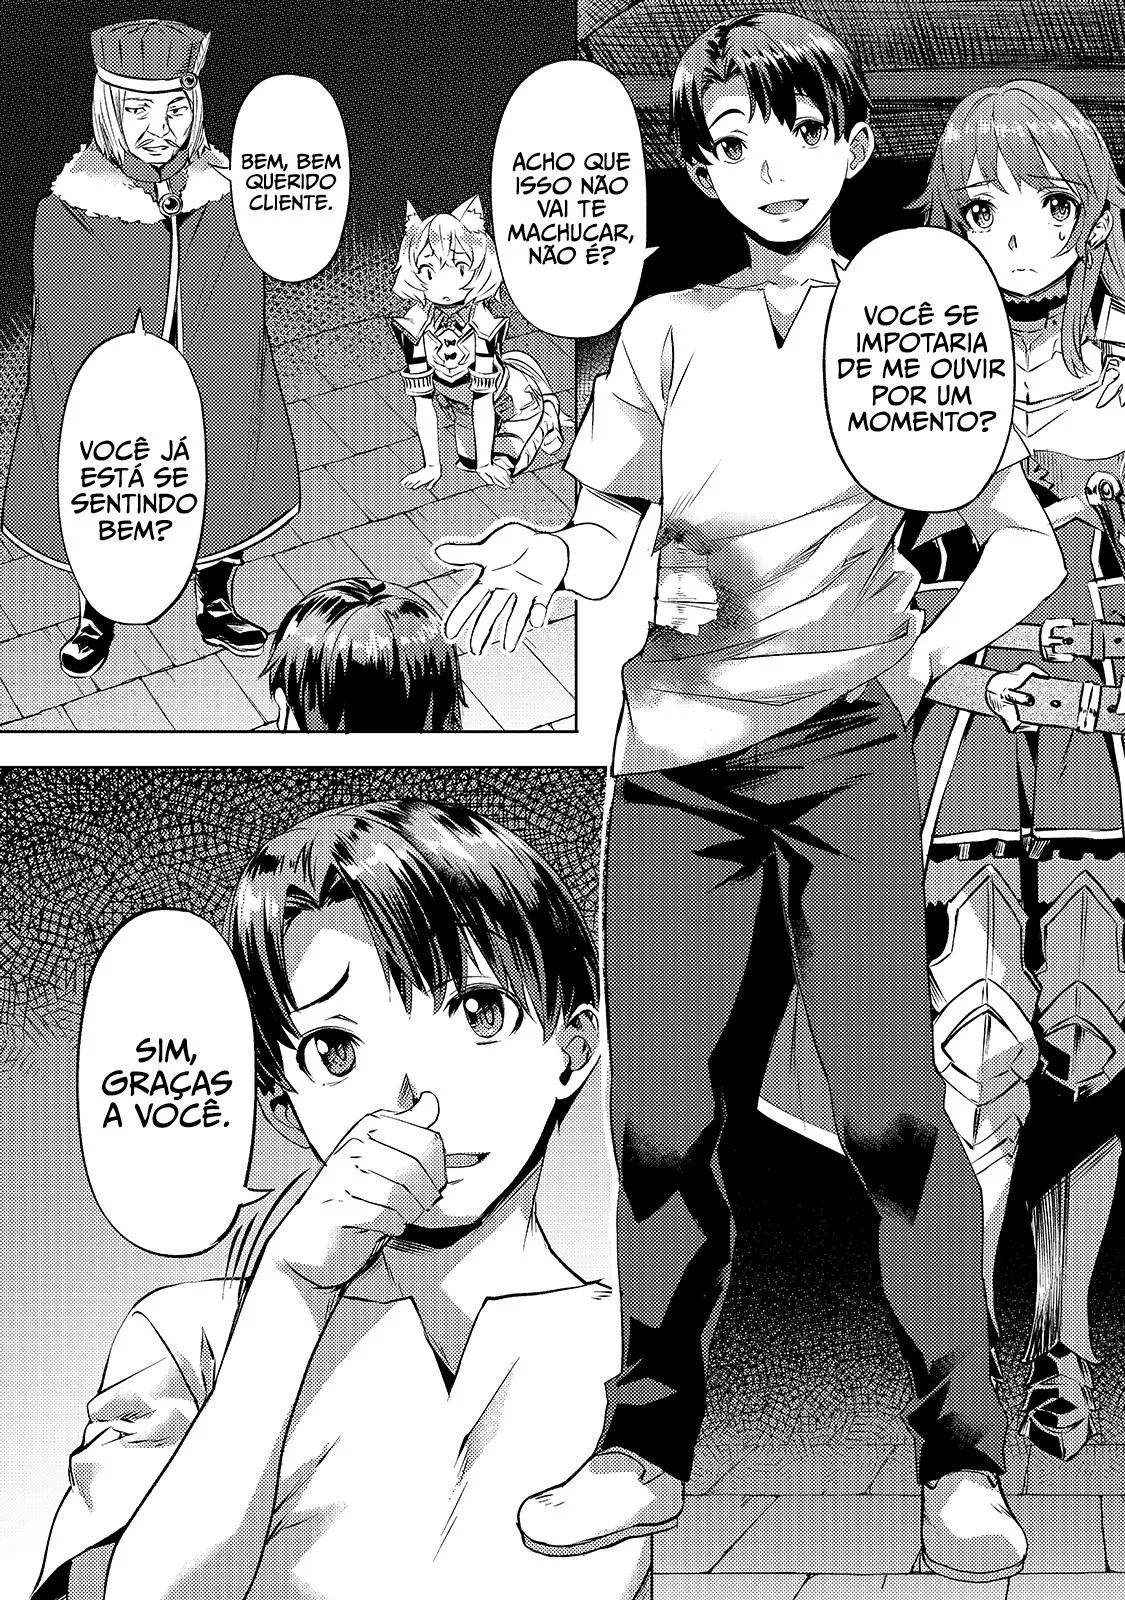 VOCÊ SE
IMPOTARIA
DE ME OUVIR
POR UM
MOMENTO?
ACHO QUE
ISSO NÃO
VAI TE
MACHUCAR,
NÃO É?
BEM, BEM
QUERIDO
CLIENTE.
VOCÊ JÁ
ESTÁ SE
SENTINDO
BEM?
SIM,
GRAÇAS
A VOCÊ.